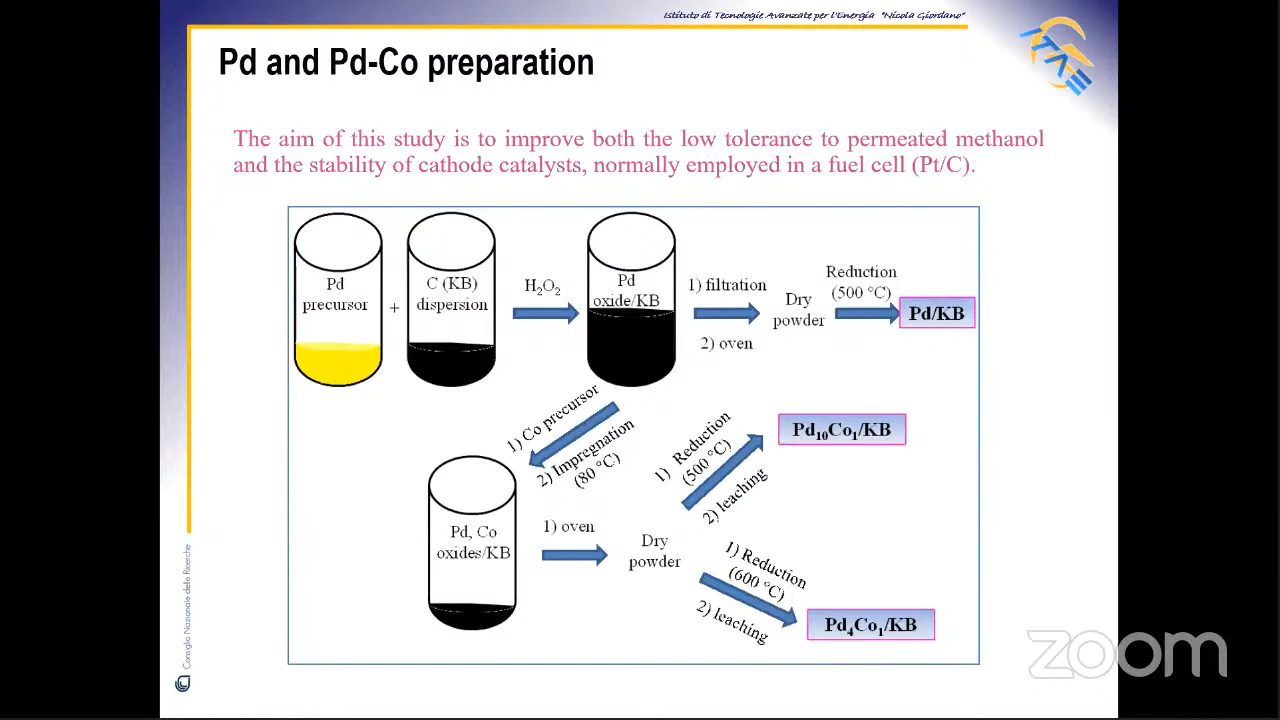 Istituto di Tecnologie Avanzate per l'Energia "Nicola Giordano"
ITAE
Pd and Pd-Co preparation
The aim of this study is to improve both the low tolerance to permeated methanol
and the stability of cathode catalysts, normally employed in a fuel cell (Pt/C).
Pd
precursor
+
C (KB)
dispersion
H₂O₂
Pd
oxide/KB
1) filtration
2) oven
Dry
powder
Reduction
(500 °C)
Pd/KB
1) Co precursor
2) Impregnation
(80 °C)
Pd, Co
oxides/KB
1) oven
Dry
powder
1) Reduction
(500 °C)
2) leaching
Pd₁₀Co₁/KB
1) Reduction
(600 °C)
2) leaching
Pd₄Co₁/KB
Consiglio Nazionale delle Ricerche
zoom